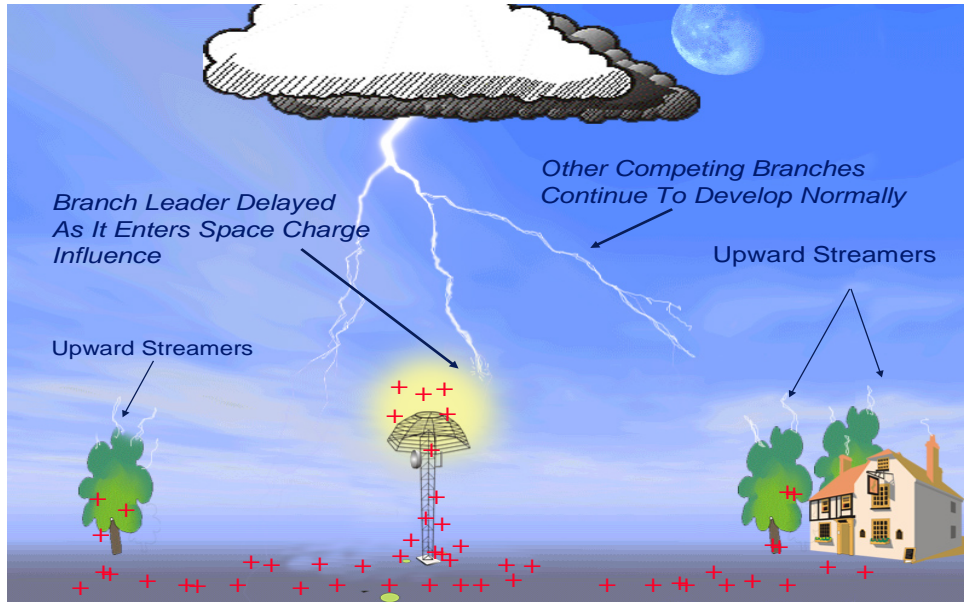 Other Competing Branches
Continue To Develop Normally
Branch Leader Delayed
As It Enters Space Charge
Influence
Upward Streamers
Upward Streamers